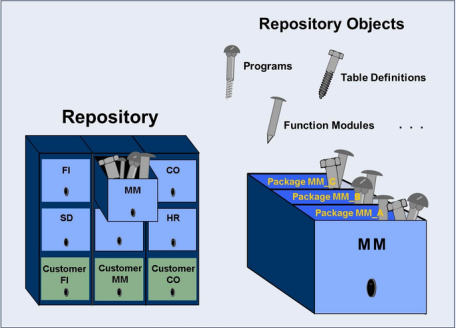 Repository Objects
Programs
Table Definitions
Function Modules . . .
Repository
FI
MM
CO
SD
HR
Customer
FI
Customer
MM
Customer
CO
Package MM_C
Package MM_B
Package MM_A
MM